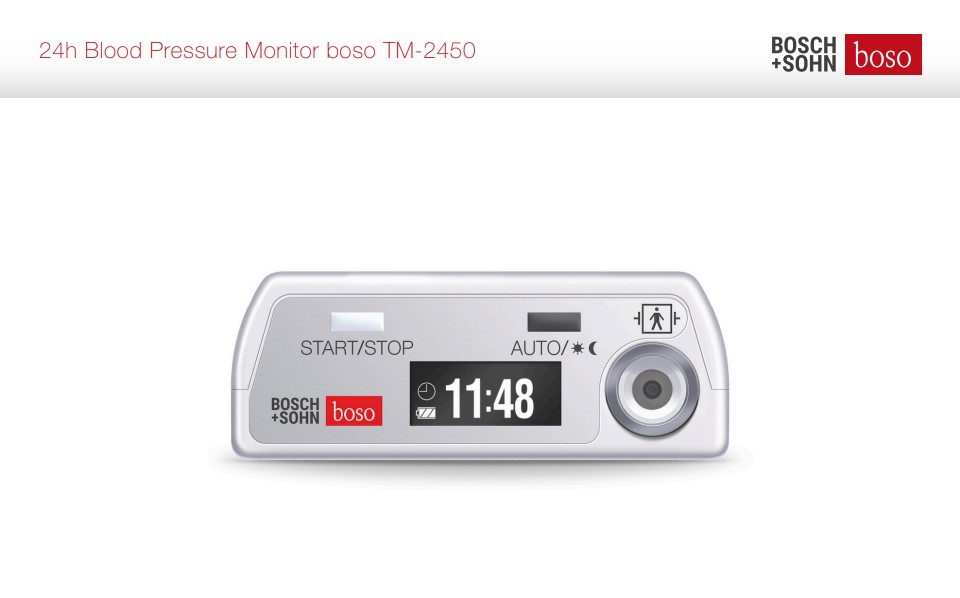 24h Blood Pressure Monitor boso TM-2450
BOSCH
+SOHN
boso
START/STOP
AUTO/
11:48
BOSCH
+SOHN
boso